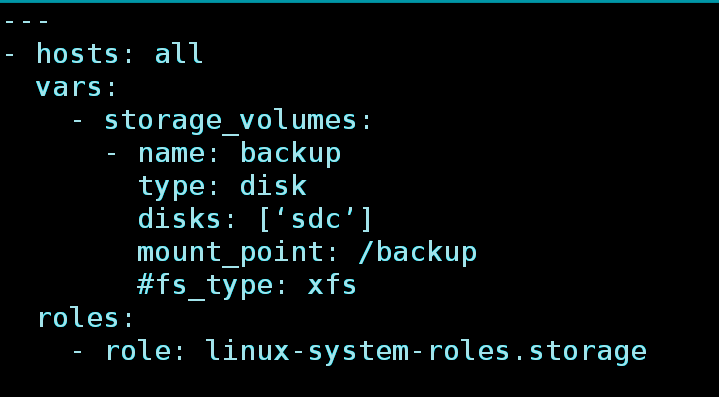 ---
- hosts: all
  vars:
    - storage_volumes:
      - name: backup
        type: disk
        disks: [‘sdc’]
        mount_point: /backup
        #fs_type: xfs
  roles:
    - role: linux-system-roles.storage